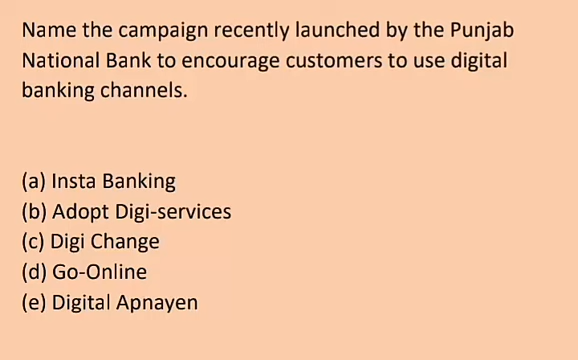 Name the campaign recently launched by the Punjab
National Bank to encourage customers to use digital
banking channels.
(a) Insta Banking
(b) Adopt Digi-services
(c) Digi Change
(d) Go-Online
(e) Digital Apnayen